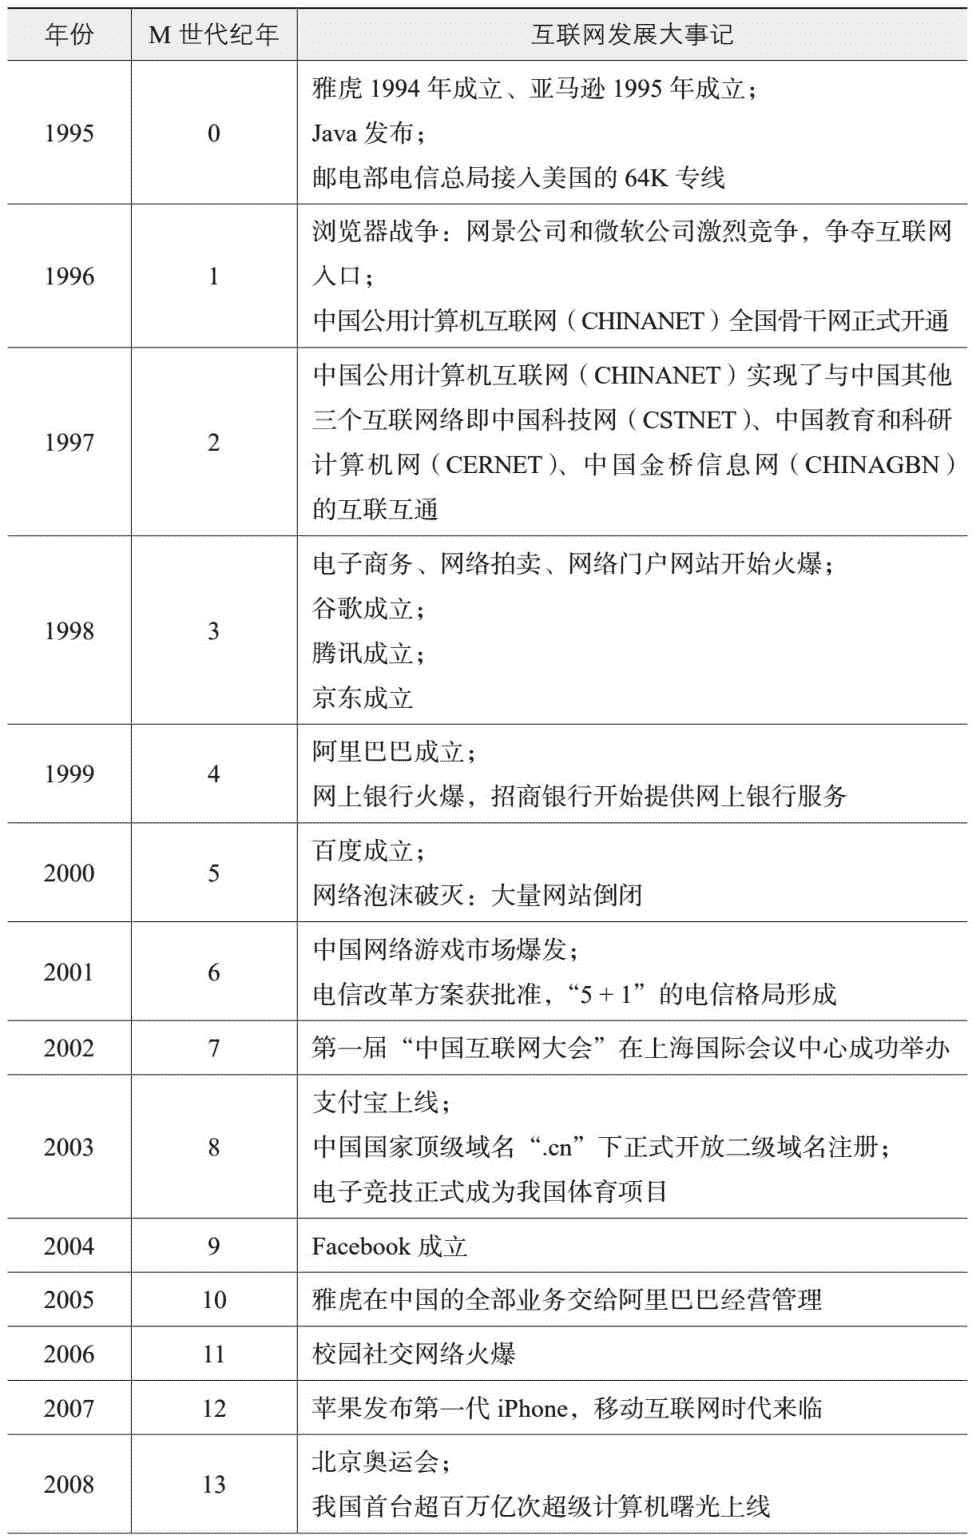 年份 M 世代纪年 互联网发展大事记
雅虎 1994 年成立、亚马逊 1995 年成立；
1995 0 Java 发布；
邮电部电信总局接入美国的 64K 专线
浏览器战争：网景公司和微软公司激烈竞争，争夺互联网
1996 1 入口；
中国公用计算机互联网（CHINANET）全国骨干网正式开通
中国公用计算机互联网（CHINANET）实现了与中国其他
三个互联网络即中国科技网（CSTNET）、中国教育和科研
1997 2 计算机网（CERNET）、中国金桥信息网（CHINAGBN）
的互联互通
电子商务、网络拍卖、网络门户网站开始火爆；
谷歌成立；
1998 3 腾讯成立；
京东成立
阿里巴巴成立；
1999 4 网上银行火爆，招商银行开始提供网上银行服务
百度成立；
2000 5 网络泡沫破灭：大量网站倒闭
中国网络游戏市场爆发；
2001 6 电信改革方案获批准，“5 + 1”的电信格局形成
2002 7 第一届“中国互联网大会”在上海国际会议中心成功举办
支付宝上线；
2003 8 中国国家顶级域名“.cn”下正式开放二级域名注册；
电子竞技正式成为我国体育项目
2004 9 Facebook 成立
2005 10 雅虎在中国的全部业务交给阿里巴巴经营管理
2006 11 校园社交网络火爆
2007 12 苹果发布第一代 iPhone，移动互联网时代来临
北京奥运会；
2008 13 我国首台超百万亿次超级计算机曙光上线